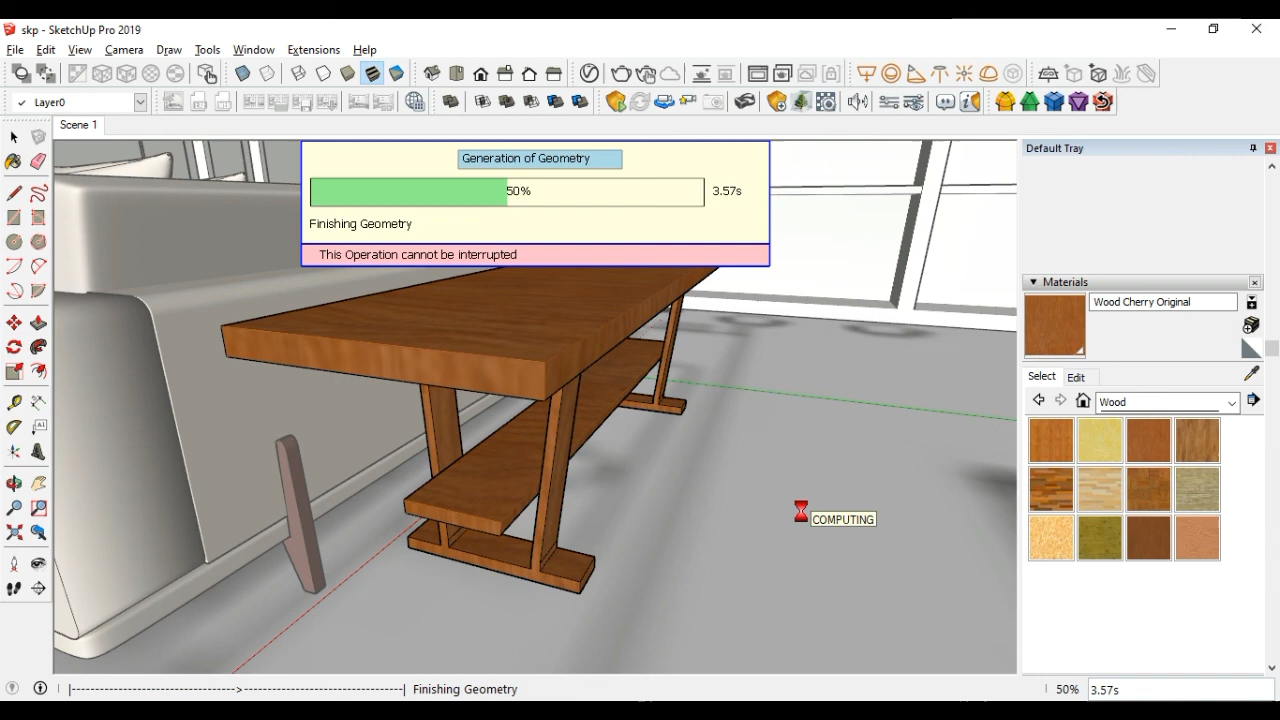 skp - SketchUp Pro 2019
File Edit View Camera Draw Tools Window Extensions Help
Layer0
Scene 1
Generation of Geometry
50% 3.57s
Finishing Geometry
This Operation cannot be interrupted
COMPUTING
Default Tray
Materials
Wood Cherry Original
Select Edit
Wood
|----------------------------------->-----------------------------------| Finishing Geometry
50% 3.57s